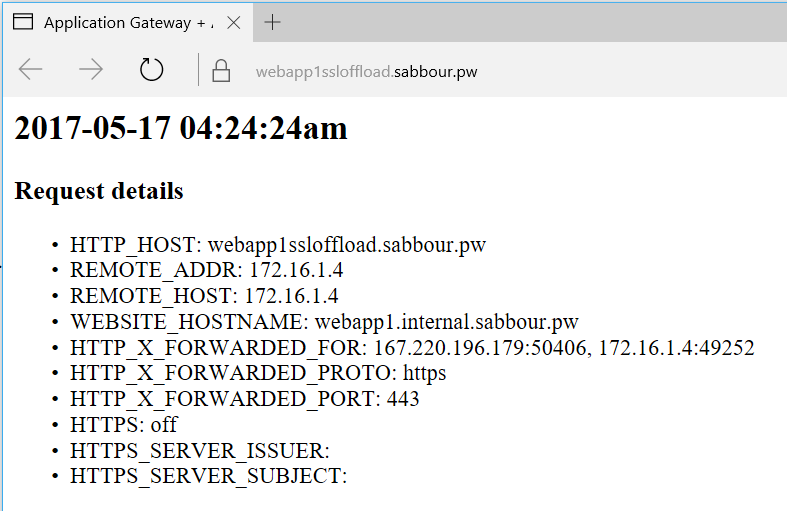 Application Gateway + A
webapp1ssloffload.sabbour.pw
2017-05-17 04:24:24am
Request details
• HTTP_HOST: webapp1ssloffload.sabbour.pw
• REMOTE_ADDR: 172.16.1.4
• REMOTE_HOST: 172.16.1.4
• WEBSITE_HOSTNAME: webapp1.internal.sabbour.pw
• HTTP_X_FORWARDED_FOR: 167.220.196.179:50406, 172.16.1.4:49252
• HTTP_X_FORWARDED_PROTO: https
• HTTP_X_FORWARDED_PORT: 443
• HTTPS: off
• HTTPS_SERVER_ISSUER:
• HTTPS_SERVER_SUBJECT: